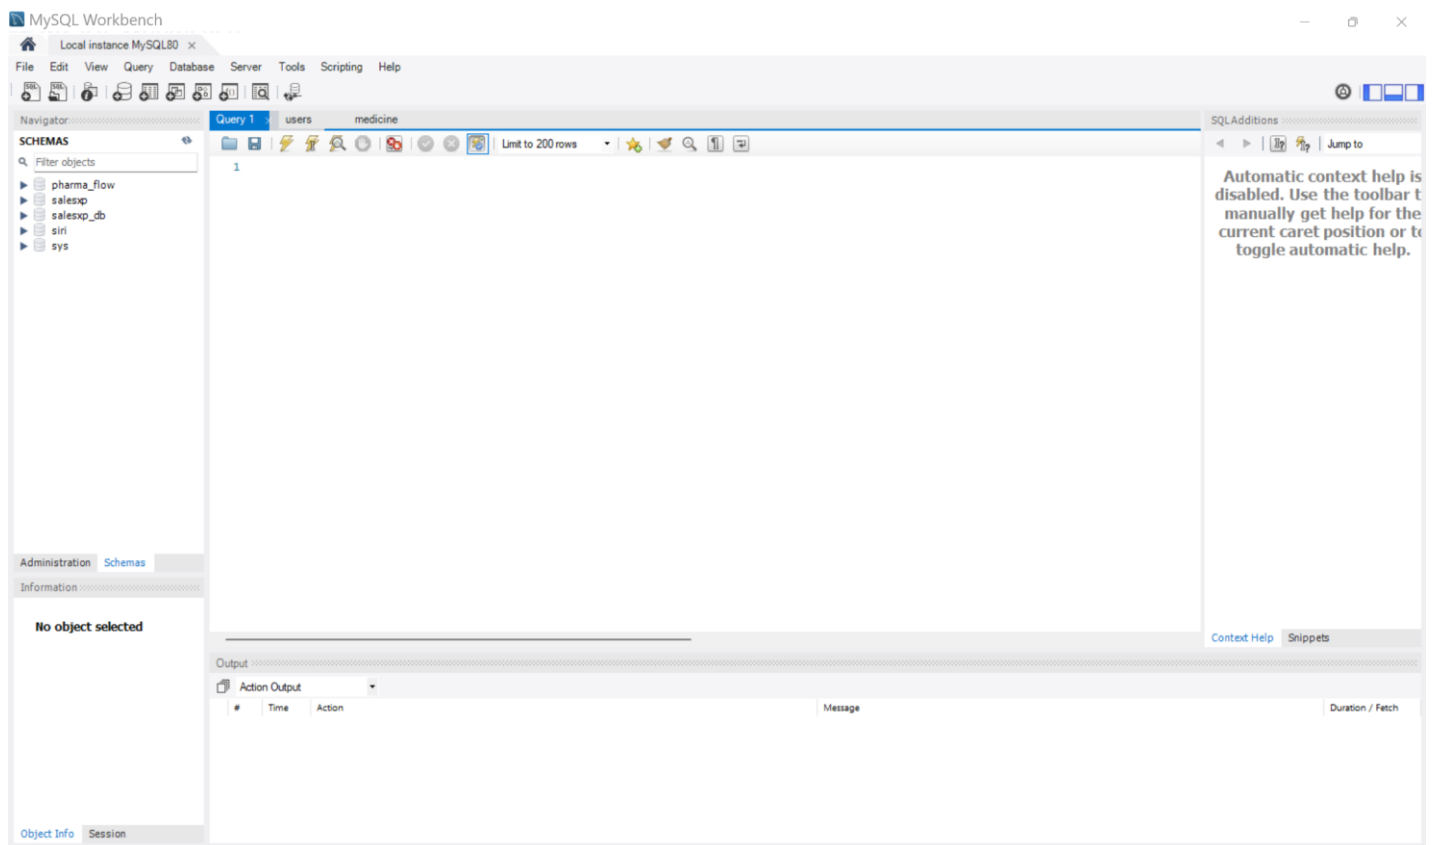 MySQL Workbench
Local instance MySQL80
File Edit View Query Database Server Tools Scripting Help
Navigator
SCHEMAS
Filter objects
pharma_flow
salesxp
salesxp_db
siri
sys
Administration Schemas
Information
No object selected
Object Info Session
Query 1 users medicine
Limit to 200 rows
1
Output
Action Output
# Time Action Message Duration / Fetch
SQLAdditions
Jump to
Automatic context help is
disabled. Use the toolbar t
manually get help for the
current caret position or to
toggle automatic help.
Context Help Snippets